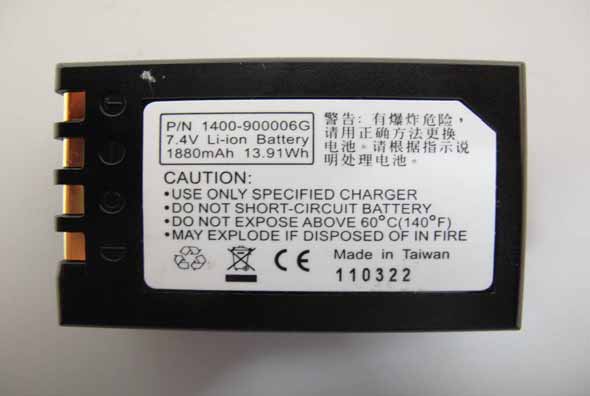 P/N 1400-900006G
7.4V Li-ion Battery
1880mAh 13.91Wh
警告: 有爆炸危险,
请用正确方法更换
电池。请根据指示说
明处理电池。
CAUTION:
•USE ONLY SPECIFIED CHARGER
•DO NOT SHORT-CIRCUIT BATTERY
•DO NOT EXPOSE ABOVE 60°C(140°F)
•MAY EXPLODE IF DISPOSED OF IN FIRE
CE
Made in Taiwan
110322